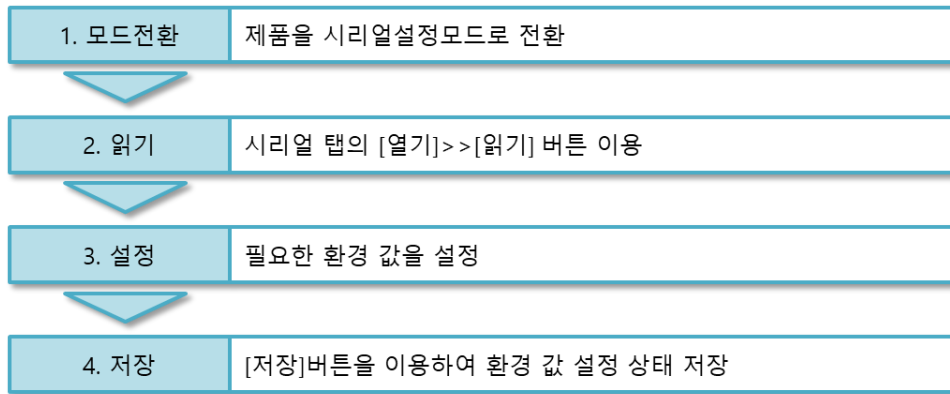 1. 모드전환 제품을 시리얼설정모드로 전환
2. 읽기 시리얼 탭의 [열기]>>[읽기] 버튼 이용
3. 설정 필요한 환경 값을 설정
4. 저장 [저장]버튼을 이용하여 환경 값 설정 상태 저장